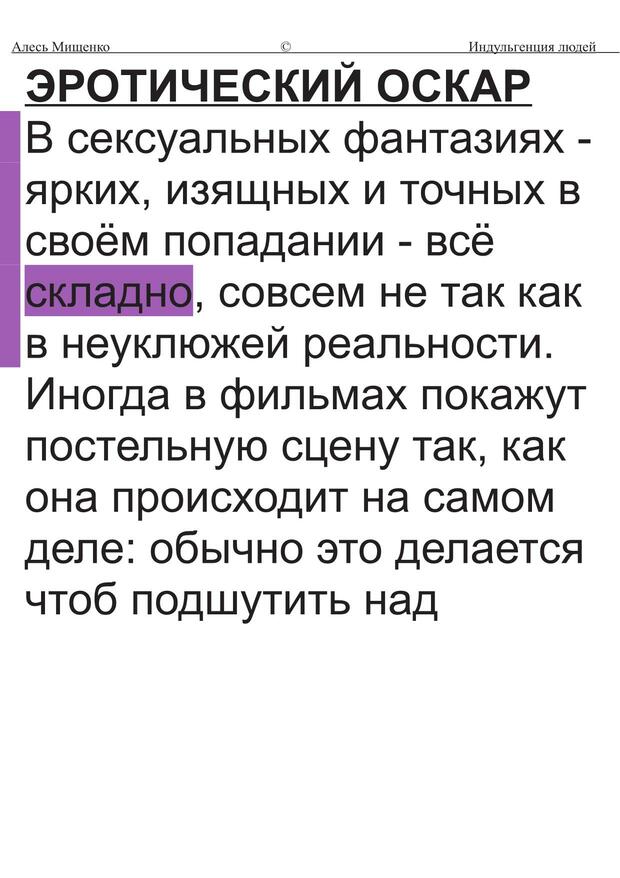 Алесь Мищенко © Индульгенция людей
ЭРОТИЧЕСКИЙ ОСКАР
В сексуальных фантазиях -
ярких, изящных и точных в
своём попадании - всё
складно, совсем не так как
в неуклюжей реальности.
Иногда в фильмах покажут
постельную сцену так, как
она происходит на самом
деле: обычно это делается
чтоб подшутить над